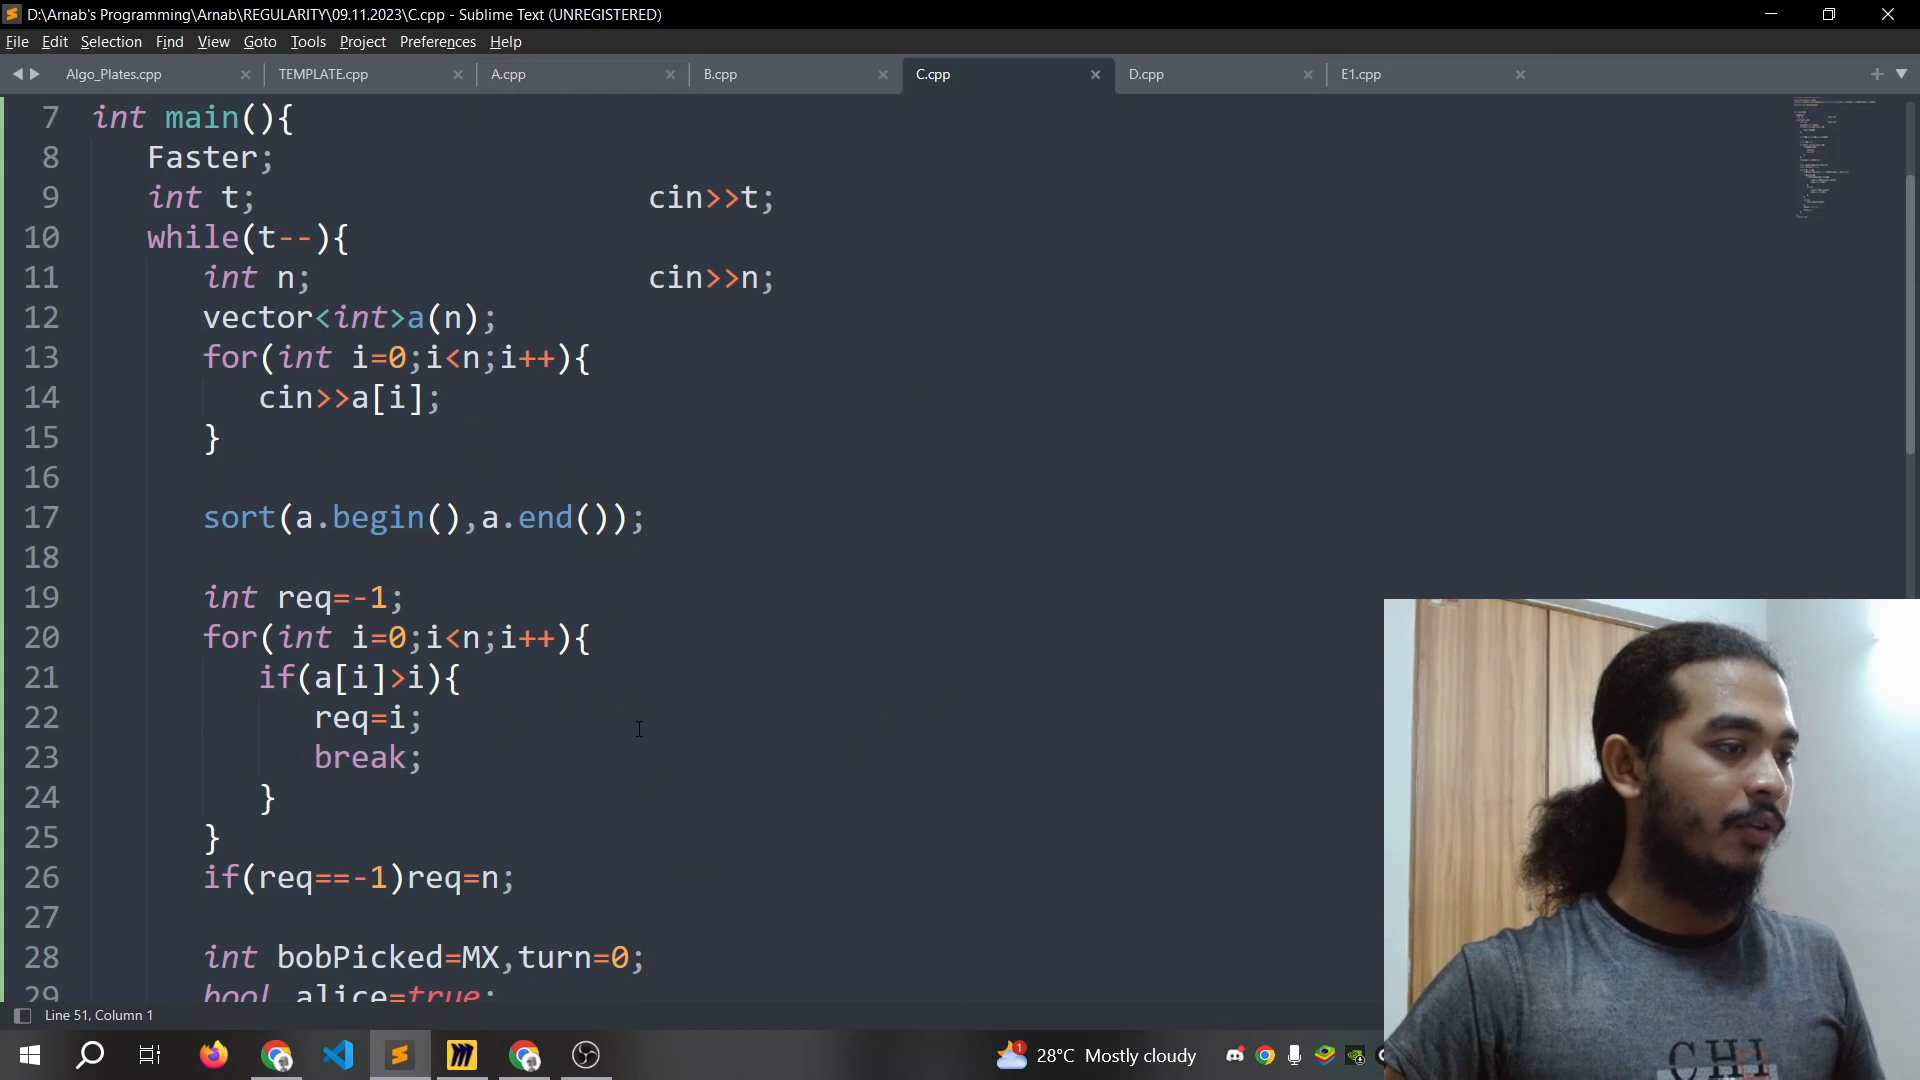 D:\Arnab's Programming\Arnab\REGULARITY\09.11.2023\C.cpp - Sublime Text (UNREGISTERED)
File Edit Selection Find View Goto Tools Project Preferences Help
Algo_Plates.cpp TEMPLATE.cpp A.cpp B.cpp C.cpp D.cpp E1.cpp
7 int main(){
8 Faster;
9 int t; cin>>t;
10 while(t--){
11 int n; cin>>n;
12 vector<int>a(n);
13 for(int i=0;i<n;i++){
14 cin>>a[i];
15 }
16
17 sort(a.begin(),a.end());
18
19 int req=-1;
20 for(int i=0;i<n;i++){
21 if(a[i]>i){
22 req=i;
23 break;
24 }
25 }
26 if(req==-1)req=n;
27
28 int bobPicked=MX,turn=0;
29 bool alice=true;
Line 51, Column 1
1 28°C Mostly cloudy